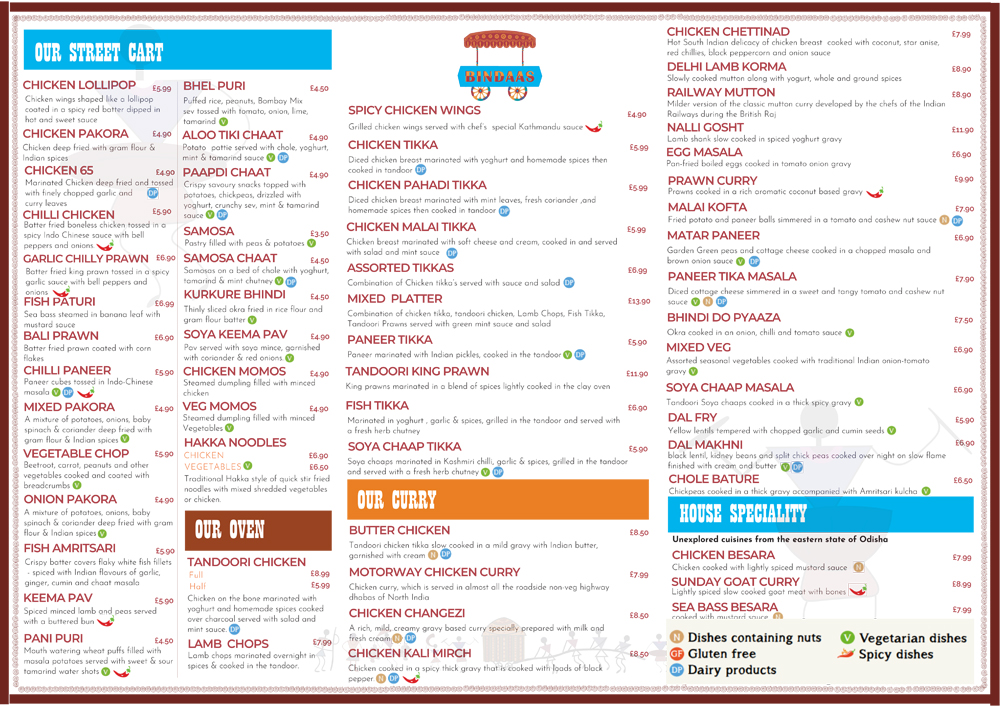 OUR STREET CART
CHICKEN LOLLIPOP £5.90
Chicken wings shaped like a lollipop
coated in a spicy red batter dipped in
hot and sweet sauce
CHICKEN PAKORA £4.90
Chicken deep fried with gram flour &
Indian spices
CHICKEN 65 £4.90
Marinated Chicken deep fried and tossed
with finely chopped garlic and DP
curry leaves
CHILLI CHICKEN £5.90
Batter fried boneless chicken tossed in a
spicy Indo Chinese sauce with bell
peppers and onions
GARLIC CHILLY PRAWN £6.90
Batter fried king prawn tossed in a spicy
garlic sauce with bell peppers and
onions
FISH PATURI £6.99
Sea bass steamed in banana leaf with
mustard sauce
BALI PRAWN £6.90
Batter fried prawn coated with corn
flakes
CHILLI PANEER £5.90
Paneer cubes tossed in Indo-Chinese
masala V DP
MIXED PAKORA £4.90
A mixture of potatoes, onions, baby
spinach & coriander deep fried with
gram flour & Indian spices V
VEGETABLE CHOP £5.90
Beetroot, carrot, peanuts and other
vegetables cooked and coated with
breadcrumbs V
ONION PAKORA £4.90
A mixture of potatoes, onions, baby
spinach & coriander deep fried with gram
flour & Indian spices V
FISH AMRITSARI £5.90
Crispy batter covers flaky white fish fillets
- spiced with Indian flavours of garlic,
ginger, cumin and chaat masala
KEEMA PAV £5.90
Spiced minced lamb and peas served
with a buttered bun
PANI PURI £4.50
Mouth watering wheat puffs filled with
masala potatoes served with sweet & sour
tamarind water shots V
BHEL PURI £4.50
Puffed rice, peanuts, Bombay Mix
sev tossed with tomato, onion, lime,
tamarind V
ALOO TIKI CHAAT £4.90
Potato pattie served with chole, yoghurt,
mint & tamarind sauce V DP
PAAPDI CHAAT £4.90
Crispy savoury snacks topped with
potatoes, chickpeas, drizzled with
yoghurt, crunchy sev, mint & tamarind
sauce V DP
SAMOSA £3.50
Pastry filled with peas & potatoes V
SAMOSA CHAAT £4.50
Samosas on a bed of chole with yoghurt,
tamarind & mint chutney V DP
KURKURE BHINDI £4.50
Thinly sliced okra fried in rice flour and
gram flour batter V
SOYA KEEMA PAV £4.90
Pav served with soya mince, garnished
with coriander & red onions V
CHICKEN MOMOS £4.90
Steamed dumpling filled with minced
chicken
VEG MOMOS £4.90
Steamed dumpling filled with minced
Vegetables V
HAKKA NOODLES
CHICKEN £6.90
VEGETABLES V £6.50
Traditional Hakka style of quick stir fried
noodles with mixed shredded vegetables
or chicken.
OUR OVEN
TANDOORI CHICKEN
Full £8.99
Half £5.99
Chicken on the bone marinated with
yoghurt and homemade spices cooked
over charcoal served with salad and
mint sauce. DP
LAMB CHOPS £7.99
Lamb chops marinated overnight in
spices & cooked in the tandoor.
BINDAAS
SPICY CHICKEN WINGS £4.90
Grilled chicken wings served with chef's special Kathmandu sauce
CHICKEN TIKKA £5.99
Diced chicken breast marinated with yoghurt and homemade spices then
cooked in tandoor DP
CHICKEN PAHADI TIKKA £5.99
Diced chicken breast marinated with mint leaves, fresh coriander ,and
homemade spices then cooked in tandoor DP
CHICKEN MALAI TIKKA £5.99
Chicken breast marinated with soft cheese and cream, cooked in and served
with salad and mint sauce DP
ASSORTED TIKKAS £6.99
Combination of Chicken tikka's served with sauce and salad DP
MIXED PLATTER £13.90
Combination of chicken tikka, tandoori chicken, Lamb Chops, Fish Tikka,
Tandoori Prawns served with green mint sauce and salad
PANEER TIKKA £5.90
Paneer marinated with Indian pickles, cooked in the tandoor V DP
TANDOORI KING PRAWN £11.90
King prawns marinated in a blend of spices lightly cooked in the clay oven
FISH TIKKA £6.90
Marinated in yoghurt , garlic & spices, grilled in the tandoor and served with
a fresh herb chutney
SOYA CHAAP TIKKA £5.90
Soya chaaps marinated in Kashmiri chilli, garlic & spices, grilled in the tandoor
and served with a fresh herb chutney V DP
OUR CURRY
BUTTER CHICKEN £8.50
Tandoori chicken tikka slow cooked in a mild gravy with Indian butter,
garnished with cream N DP
MOTORWAY CHICKEN CURRY £7.99
Chicken curry, which is served in almost all the roadside non-veg highway
dhabas of North India
CHICKEN CHANGEZI £8.50
A rich, mild, creamy gravy based curry specially prepared with milk and
fresh cream N DP
CHICKEN KALI MIRCH £8.50
Chicken cooked in a spicy thick gravy that is cooked with loads of black
pepper N DP
CHICKEN CHETTINAD £7.99
Hot South Indian delicacy of chicken breast cooked with coconut, star anise,
red chillies, black peppercorn and onion sauce
DELHI LAMB KORMA £8.90
Slowly cooked mutton along with yogurt, whole and ground spices
RAILWAY MUTTON £8.90
Milder version of the classic mutton curry developed by the chefs of the Indian
Railways during the British Raj
NALLI GOSHT £11.90
Lamb shank slow cooked in spiced yoghurt gravy
EGG MASALA £6.90
Pan-fried boiled eggs cooked in tomato onion gravy
PRAWN CURRY £9.90
Prawns cooked in a rich aromatic coconut based gravy
MALAI KOFTA £7.90
Fried potato and paneer balls simmered in a tomato and cashew nut sauce N DP
MATAR PANEER £6.90
Garden Green peas and cottage cheese cooked in a chopped masala and
brown onion sauce V DP
PANEER TIKA MASALA £7.90
Diced cottage cheese simmered in a sweet and tangy tomato and cashew nut
sauce V N DP
BHINDI DO PYAAZA £7.50
Okra cooked in an onion, chilli and tomato sauce V
MIXED VEG £6.90
Assorted seasonal vegetables cooked with traditional Indian onion-tomato
gravy V
SOYA CHAAP MASALA £6.90
Tandoori Soya chaaps cooked in a thick spicy gravy V
DAL FRY £5.90
Yellow lentils tempered with chopped garlic and cumin seeds V
DAL MAKHNI £6.90
black lentil, kidney beans and split chick peas cooked over night on slow flame
finished with cream and butter V DP
CHOLE BATURE £6.50
Chickpeas cooked in a thick gravy accompanied with Amritsari kulcha V
HOUSE SPECIALITY
Unexplored cuisines from the eastern state of Odisha
CHICKEN BESARA £7.99
Chicken cooked with lightly spiced mustard sauce N
SUNDAY GOAT CURRY £8.99
Lightly spiced slow cooked goat meat with bones
SEA BASS BESARA £7.99
cooked with mustard sauce N
N Dishes containing nuts
GF Gluten free
DP Dairy products
V Vegetarian dishes
Spicy dishes